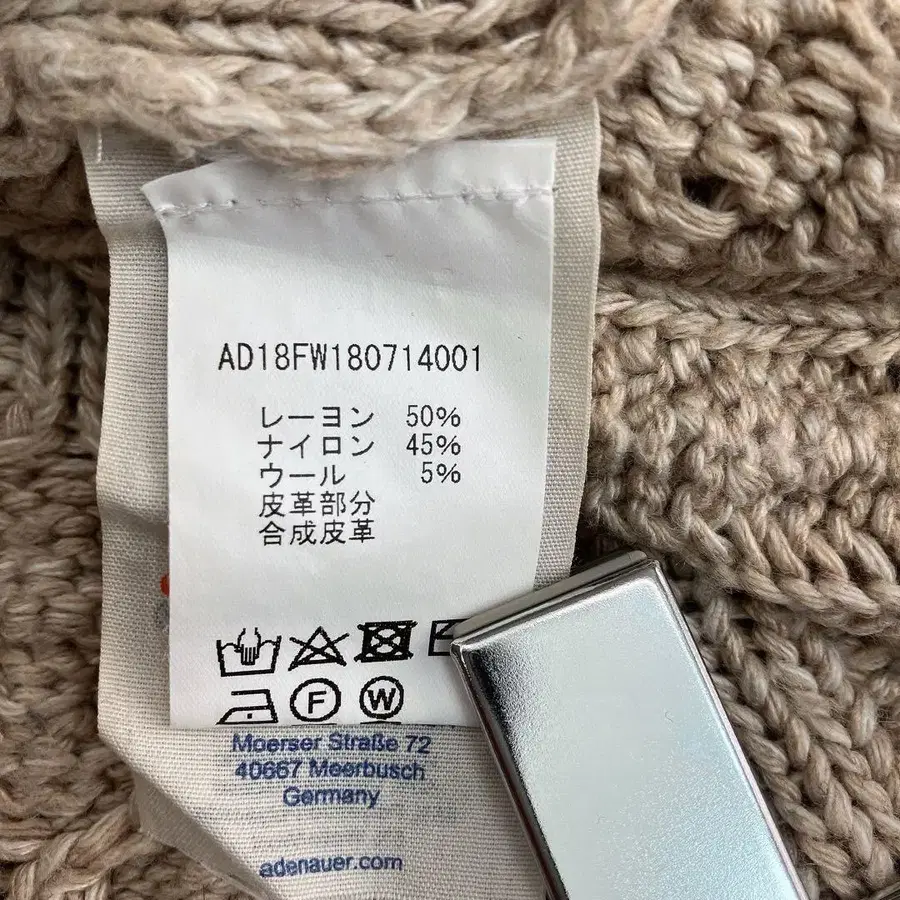 AD18FW180714001
レーヨン 50%
ナイロン 45%
ウール 5%
皮革部分
合成皮革
F W
Moerser Straße 72
40667 Meerbusch
Germany
adenauer.com